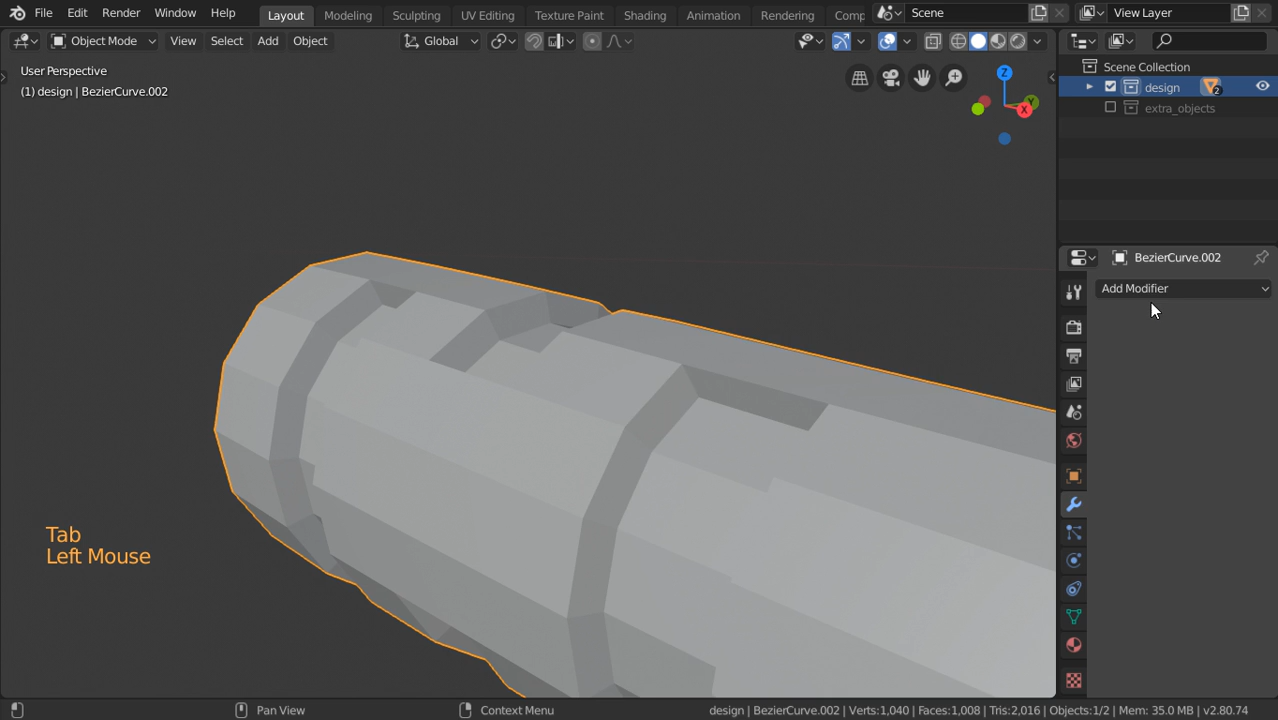 File Edit Render Window Help Layout Modeling Sculpting UV Editing Texture Paint Shading Animation Rendering Comp Scene View Layer
Object Mode View Select Add Object Global
User Perspective
(1) design | BezierCurve.002
Z
Y
X
Scene Collection
design 2
extra_objects
BezierCurve.002
Add Modifier
Tab
Left Mouse
Pan View Context Menu design | BezierCurve.002 | Verts:1,040 | Faces:1,008 | Tris:2,016 | Objects:1/2 | Mem: 35.0 MB | v2.80.74